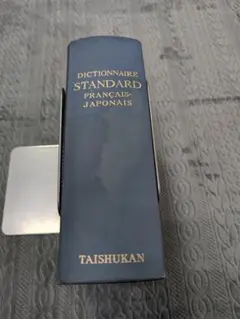 DICTIONNAIRE
STANDARD
FRANÇAIS-
JAPONAIS
TAISHUKAN